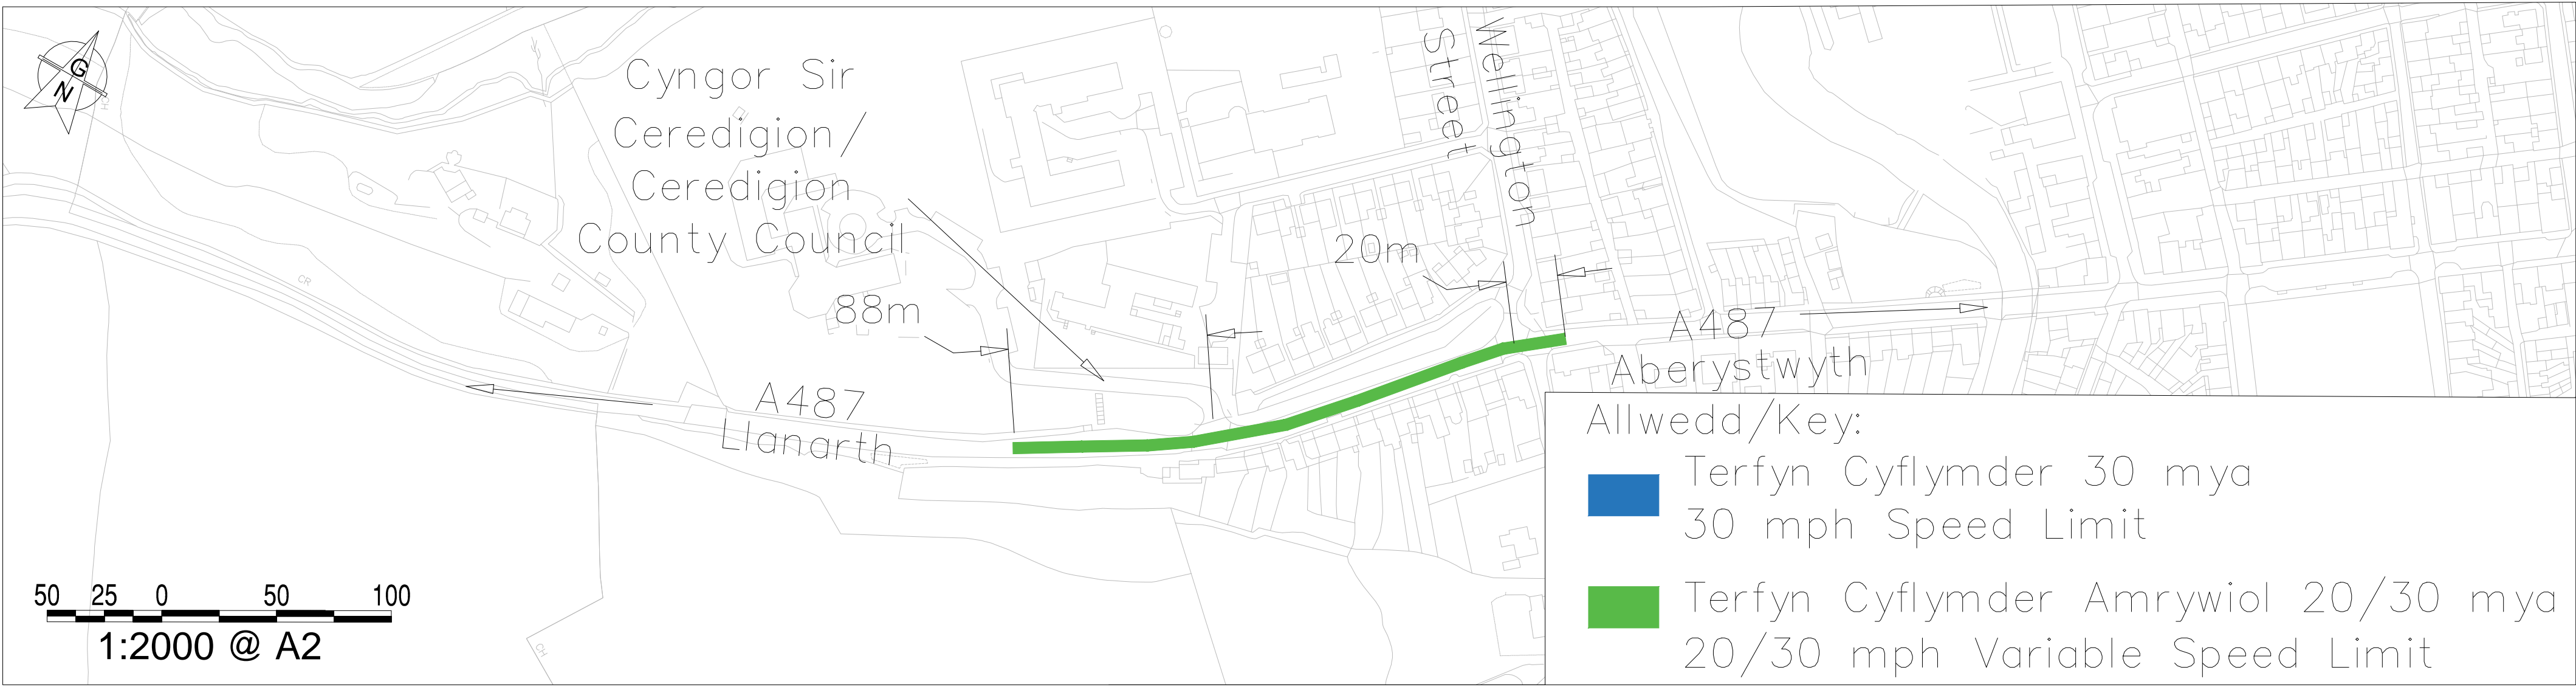 G
N
Cyngor Sir
Ceredigion/
Ceredigion
County Council
88m
20m
Wellington
Street
A487
Llanarth
A487
Aberystwyth
CR
CH
50 25 0 50 100
1:2000 @ A2
Allwedd/Key:
Terfyn Cyflymder 30 mya
30 mph Speed Limit
Terfyn Cyflymder Amrywiol 20/30 mya
20/30 mph Variable Speed Limit